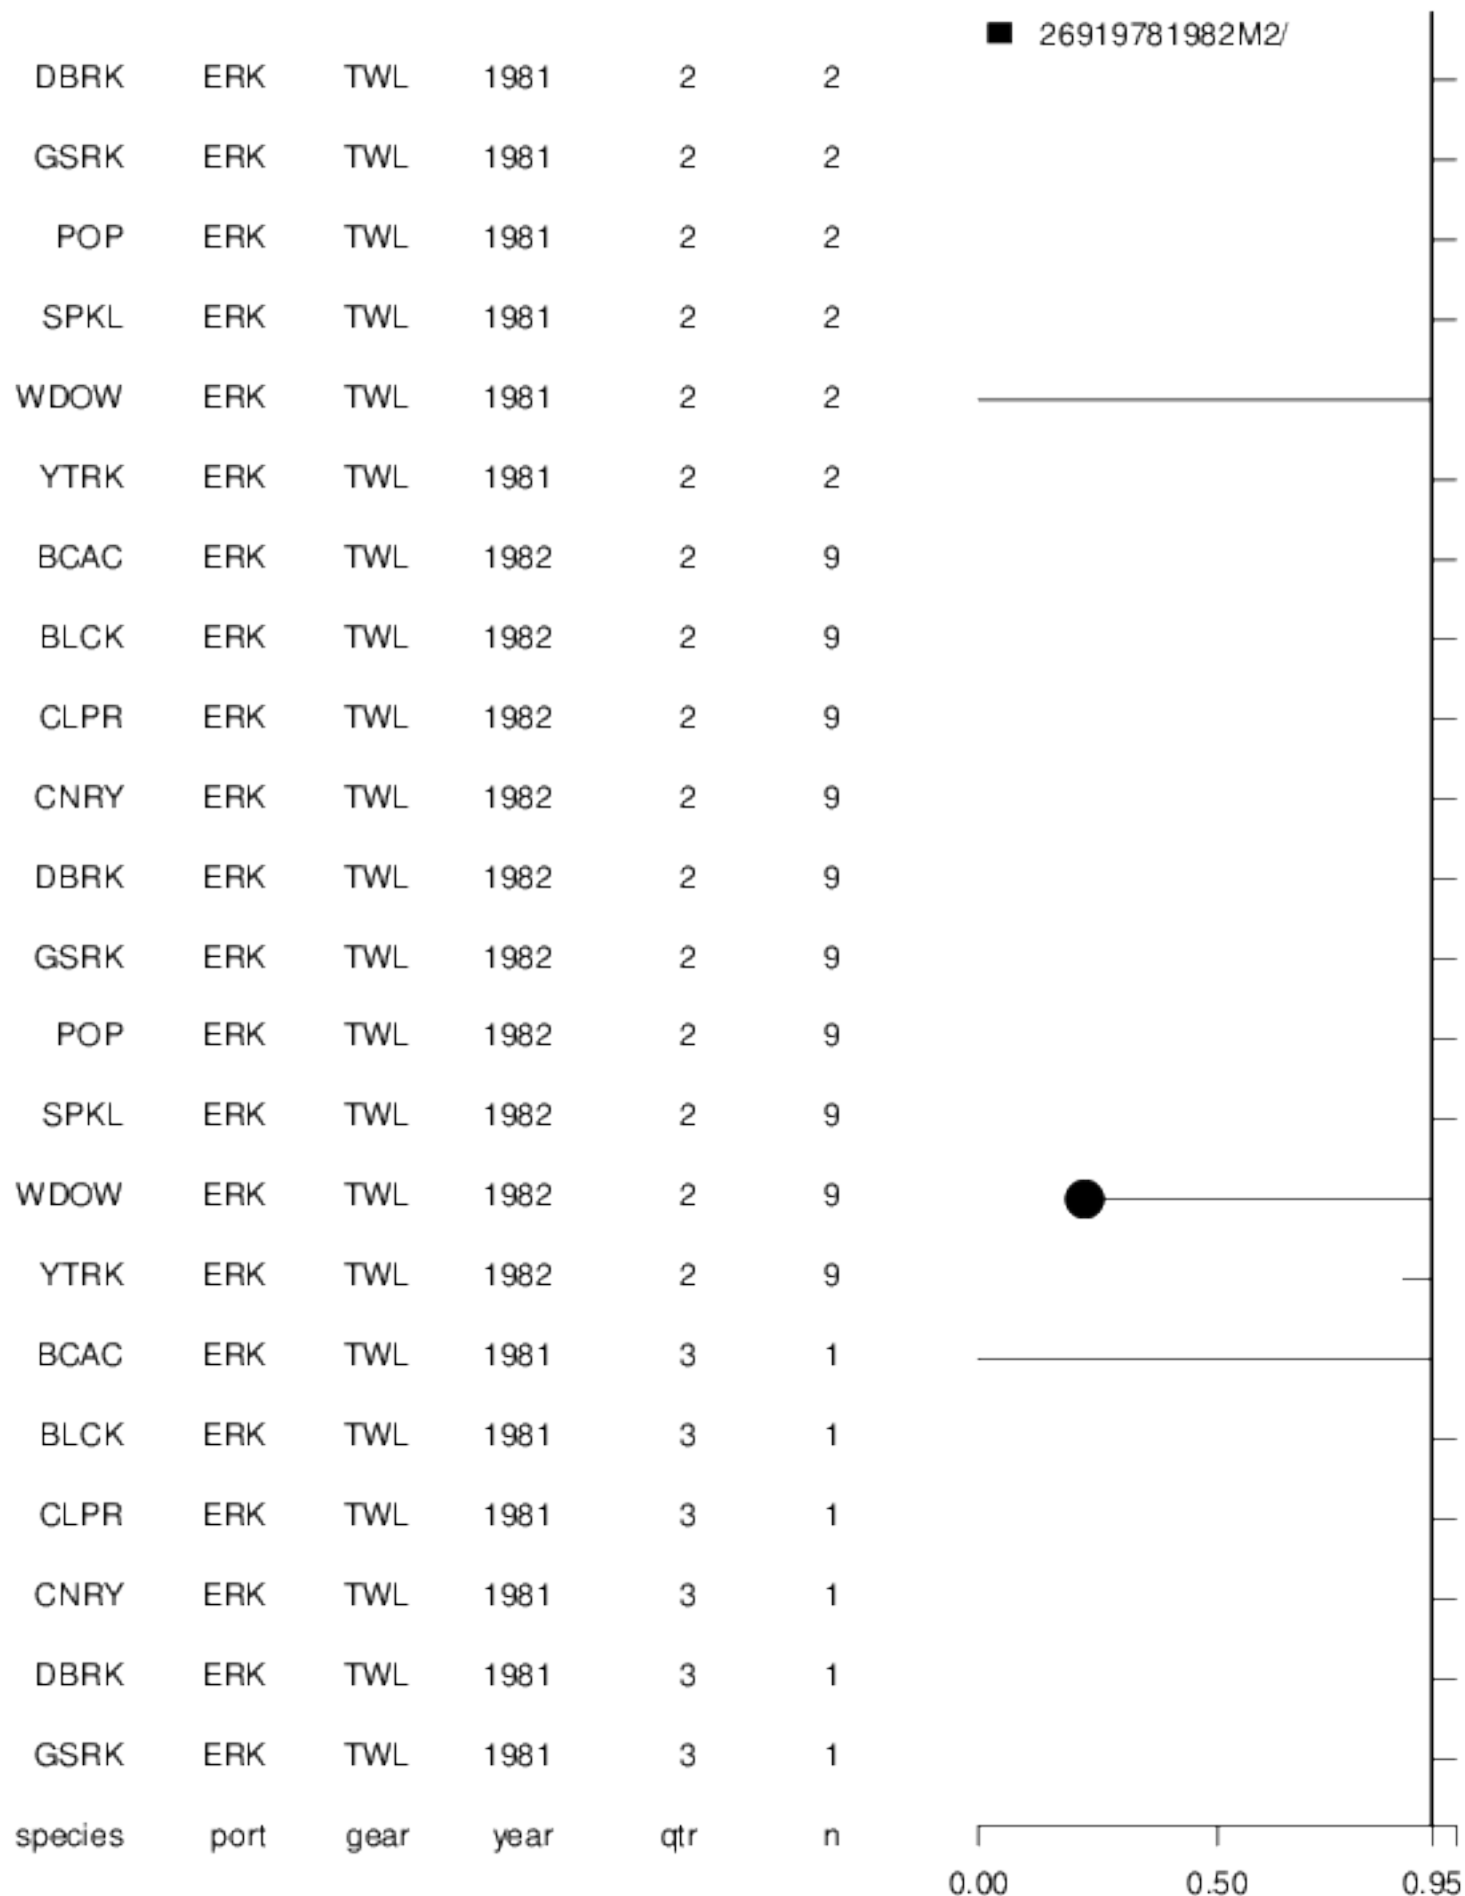 26919781982M2/
DBRK ERK TWL 1981 2 2
GSRK ERK TWL 1981 2 2
POP ERK TWL 1981 2 2
SPKL ERK TWL 1981 2 2
WDOW ERK TWL 1981 2 2
YTRK ERK TWL 1981 2 2
BCAC ERK TWL 1982 2 9
BLCK ERK TWL 1982 2 9
CLPR ERK TWL 1982 2 9
CNRY ERK TWL 1982 2 9
DBRK ERK TWL 1982 2 9
GSRK ERK TWL 1982 2 9
POP ERK TWL 1982 2 9
SPKL ERK TWL 1982 2 9
WDOW ERK TWL 1982 2 9
YTRK ERK TWL 1982 2 9
BCAC ERK TWL 1981 3 1
BLCK ERK TWL 1981 3 1
CLPR ERK TWL 1981 3 1
CNRY ERK TWL 1981 3 1
DBRK ERK TWL 1981 3 1
GSRK ERK TWL 1981 3 1
species port gear year qtr n
0.00 0.50 0.95